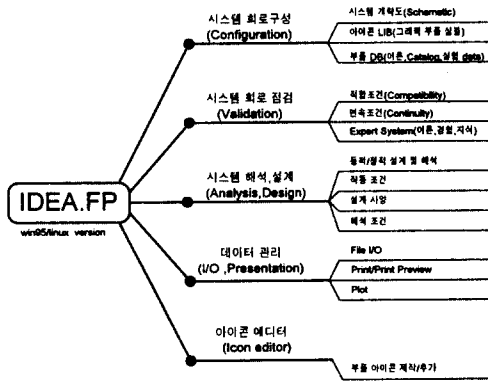 시스템 회로구성
(Configuration)
시스템 개략도(Schematic)
아이콘 LIB(그래픽 부품 심볼)
부품 DB(이론,Catalog,실험 data)
시스템 회로 점검
(Validation)
적합조건(Compatibility)
연속조건(Continuity)
Expert System(이론,경험,지식)
시스템 해석,설계
(Analysis,Design)
동적/정적 설계 및 해석
작동 조건
설계 사양
해석 조건
IDEA.FP
win95/linux version
데이터 관리
(I/O ,Presentation)
File I/O
Print/Print Preview
Plot
아이콘 에디터
(Icon editor)
부품 아이콘 제작/추가